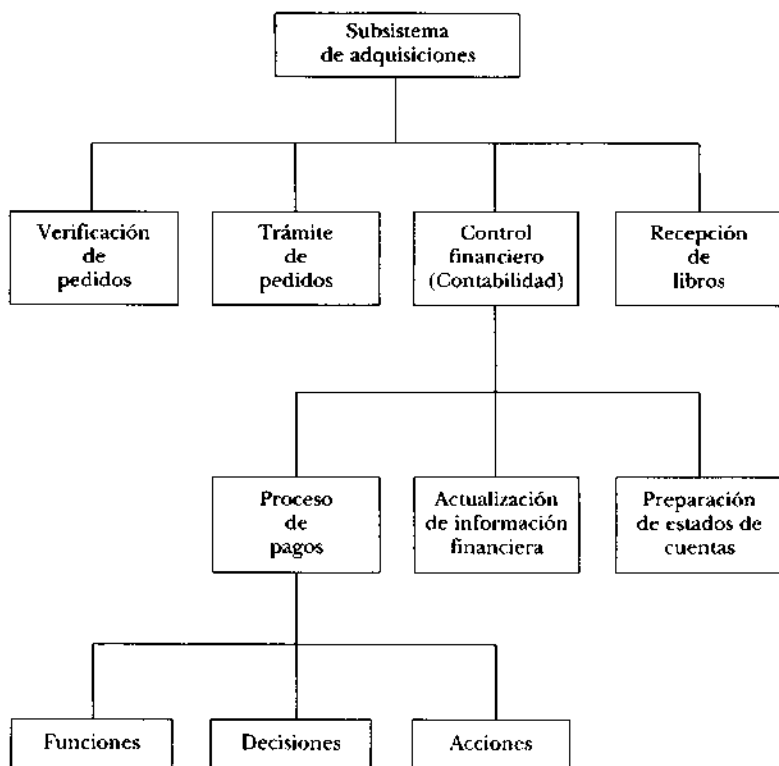 Subsistema
de adquisiciones
Verificación
de
pedidos
Trámite
de
pedidos
Control
financiero
(Contabilidad)
Recepción
de
libros
Proceso
de
pagos
Actualización
de información
financiera
Preparación
de estados de
cuentas
Funciones
Decisiones
Acciones